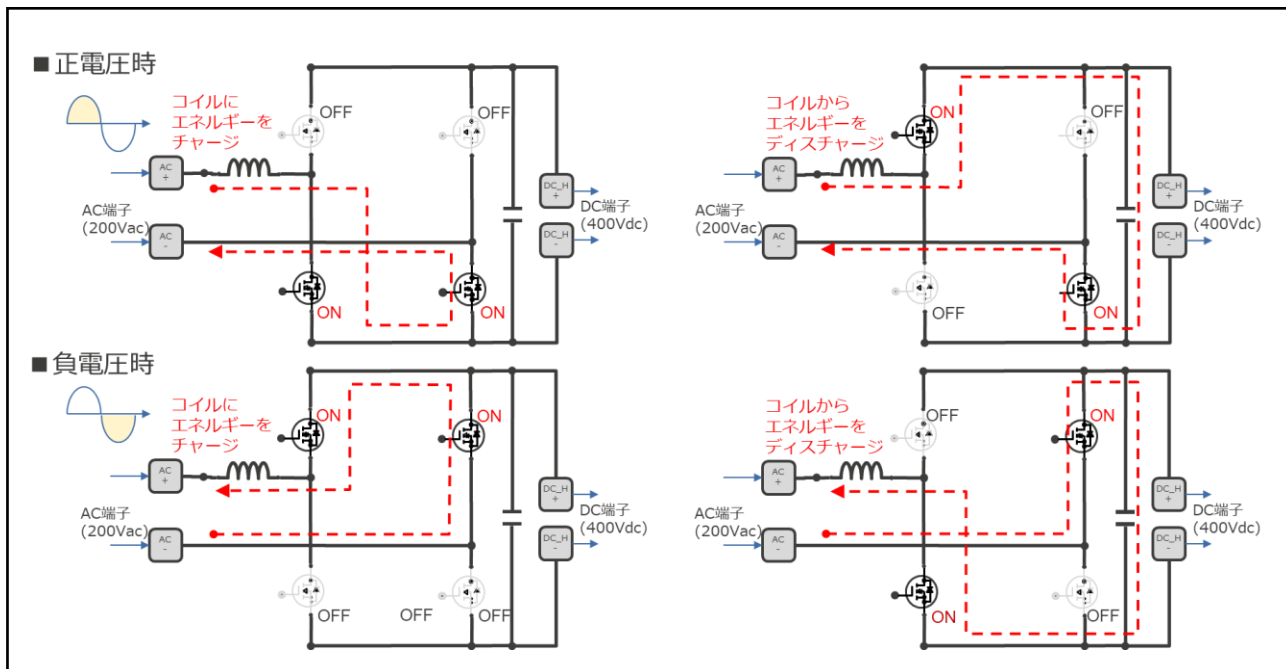 ■ 正電圧時
コイルに
エネルギーを
チャージ
OFF
OFF
AC
+
AC端子
(200Vac)
AC
-
ON
ON
DC_H
+
DC端子
(400Vdc)
DC_H
-
コイルから
エネルギーを
ディスチャージ
ON
OFF
AC
+
AC端子
(200Vac)
AC
-
OFF
ON
DC_H
+
DC端子
(400Vdc)
DC_H
-
■ 負電圧時
コイルに
エネルギーを
チャージ
ON
ON
AC
+
AC端子
(200Vac)
AC
-
OFF
OFF
OFF
DC_H
+
DC端子
(400Vdc)
DC_H
-
コイルから
エネルギーを
ディスチャージ
OFF
ON
AC
+
AC端子
(200Vac)
AC
-
ON
OFF
DC_H
+
DC端子
(400Vdc)
DC_H
-